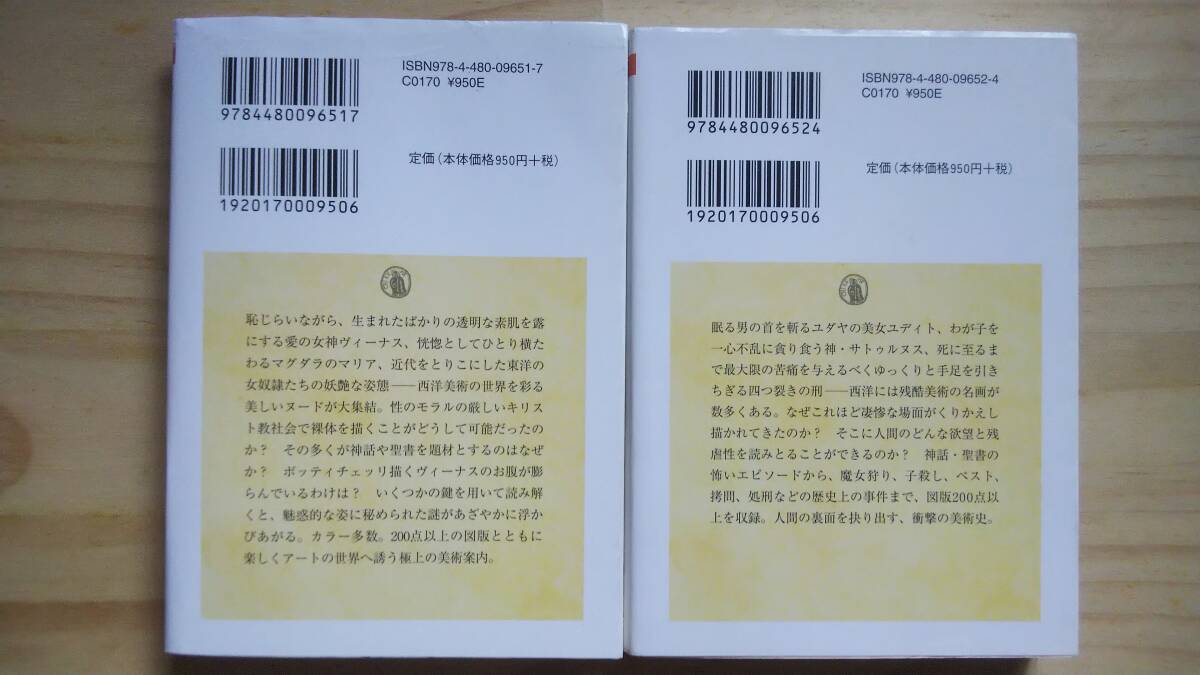 ISBN978-4-480-09651-7
C0170 ¥950E
9784480096517
定価(本体価格950円+税)
1920170009506
恥じらいながら、生まれたばかりの透明な素肌を露
にする愛の女神ヴィーナス、恍惚としてひとり横た
わるマグダラのマリア、近代をとりこにした東洋の
女奴隷たちの妖艶な姿態――西洋美術の世界を彩る
美しいヌードが大集結。性のモラルの厳しいキリス
ト教社会で裸体を描くことがどうして可能だったの
か? その多くが神話や聖書を題材とするのはなぜ
か? ボッティチェッリ描くヴィーナスのお腹が膨
らんでいるわけは? いくつかの鍵を用いて読み解
くと、魅惑的な姿に秘められた謎があざやかに浮か
びあがる。カラー多数。200点以上の図版とともに
楽しくアートの世界へ誘う極上の美術案内。
ISBN978-4-480-09652-4
C0170 ¥950E
9784480096524
定価(本体価格950円+税)
1920170009506
眠る男の首を斬るユダヤの美女ユディト、わが子を
一心不乱に貪り食う神・サトゥルヌス、死に至るま
で最大限の苦痛を与えるべくゆっくりと手足を引き
ちぎる四つ裂きの刑――西洋には残酷美術の名画が
数多くある。なぜこれほど凄惨な場面がくりかえし
描かれてきたのか? そこに人間のどんな欲望と残
虐性を読みとることができるのか? 神話・聖書の
怖いエピソードから、魔女狩り、子殺し、ペスト、
拷問、処刑などの歴史上の事件まで、図版200点以
上を収録。人間の裏面を抉り出す、衝撃の美術史。